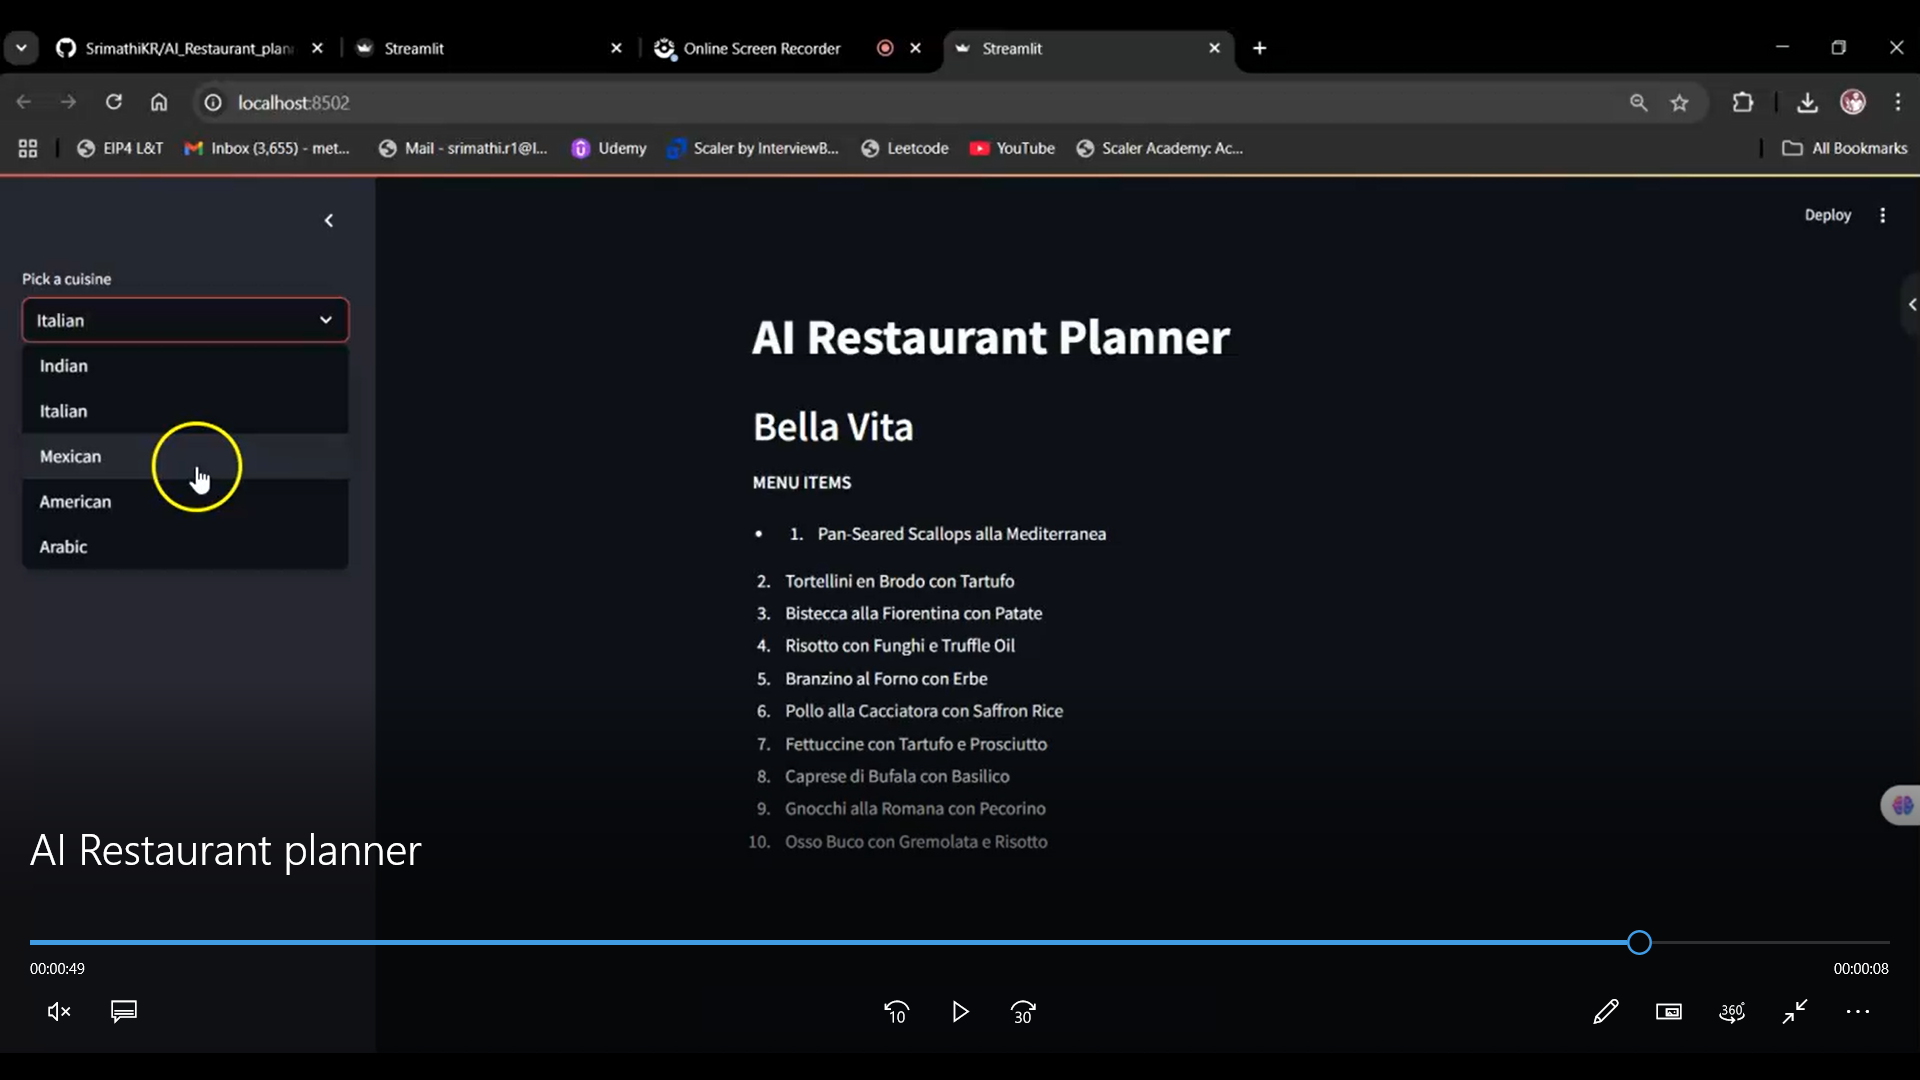 SrimathiKR/AI_Restaurant_plan
Streamlit
Online Screen Recorder
Streamlit
localhost:8502
EIP4 L&T
Inbox (3,655) - met...
Mail - srimathi.r1@l...
Udemy
Scaler by InterviewB...
Leetcode
YouTube
Scaler Academy: Ac...
All Bookmarks
Deploy
Pick a cuisine
Italian
Indian
Italian
Mexican
American
Arabic
AI Restaurant Planner
Bella Vita
MENU ITEMS
• 1. Pan-Seared Scallops alla Mediterranea
2. Tortellini en Brodo con Tartufo
3. Bistecca alla Fiorentina con Patate
4. Risotto con Funghi e Truffle Oil
5. Branzino al Forno con Erbe
6. Pollo alla Cacciatora con Saffron Rice
7. Fettuccine con Tartufo e Prosciutto
8. Caprese di Bufala con Basilico
9. Gnocchi alla Romana con Pecorino
10. Osso Buco con Gremolata e Risotto
AI Restaurant planner
00:00:49
00:00:08
10
30
360°